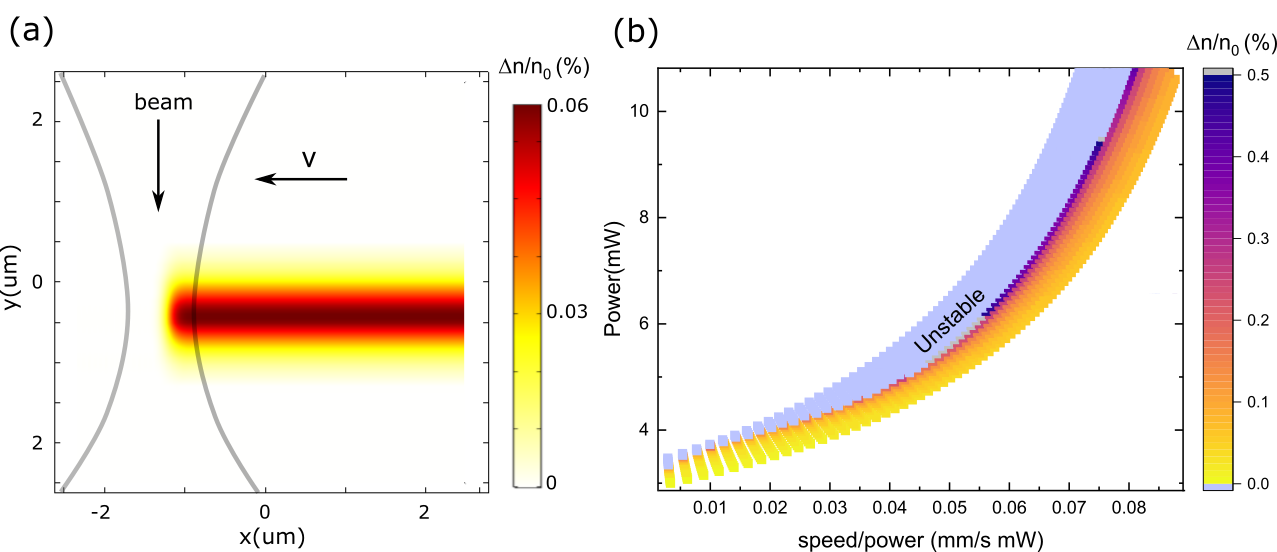 (a)
beam
v
2
0
2
y(um)
-2
-1
0
2
x(um)
Δn/n0 (%)
0.06
0.03
0
(b)
Unstable
10
8
6
4
Power(mW)
0.01
0.02
0.03
0.04
0.05
0.06
0.07
0.08
speed/power (mm/s mW)
Δn/n0 (%)
0.5
0.4
0.3
0.2
0.1
0.0